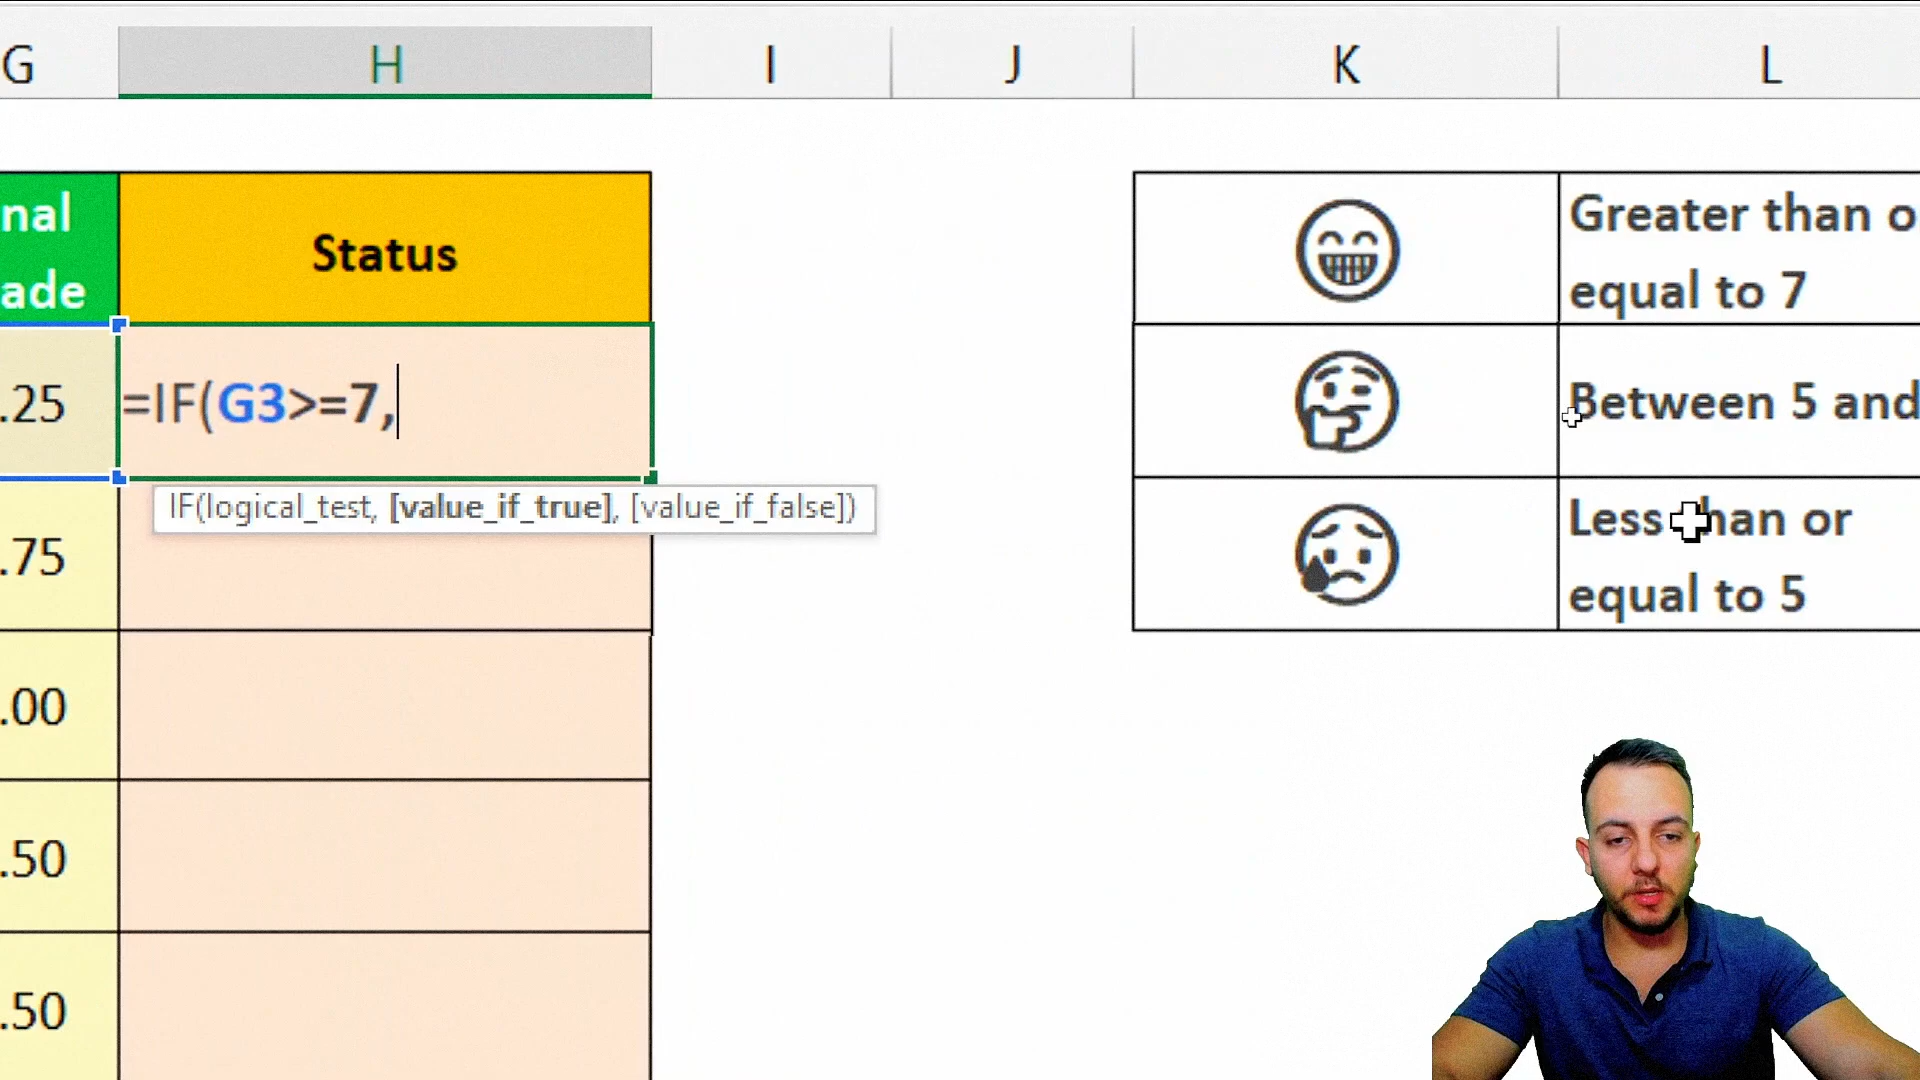 G H I J K L
nal
ade
Status
.25
=IF(G3>=7,
IF(logical_test, [value_if_true], [value_if_false])
.75
.00
.50
.50
Greater than o
equal to 7
Between 5 and
Less than or
equal to 5